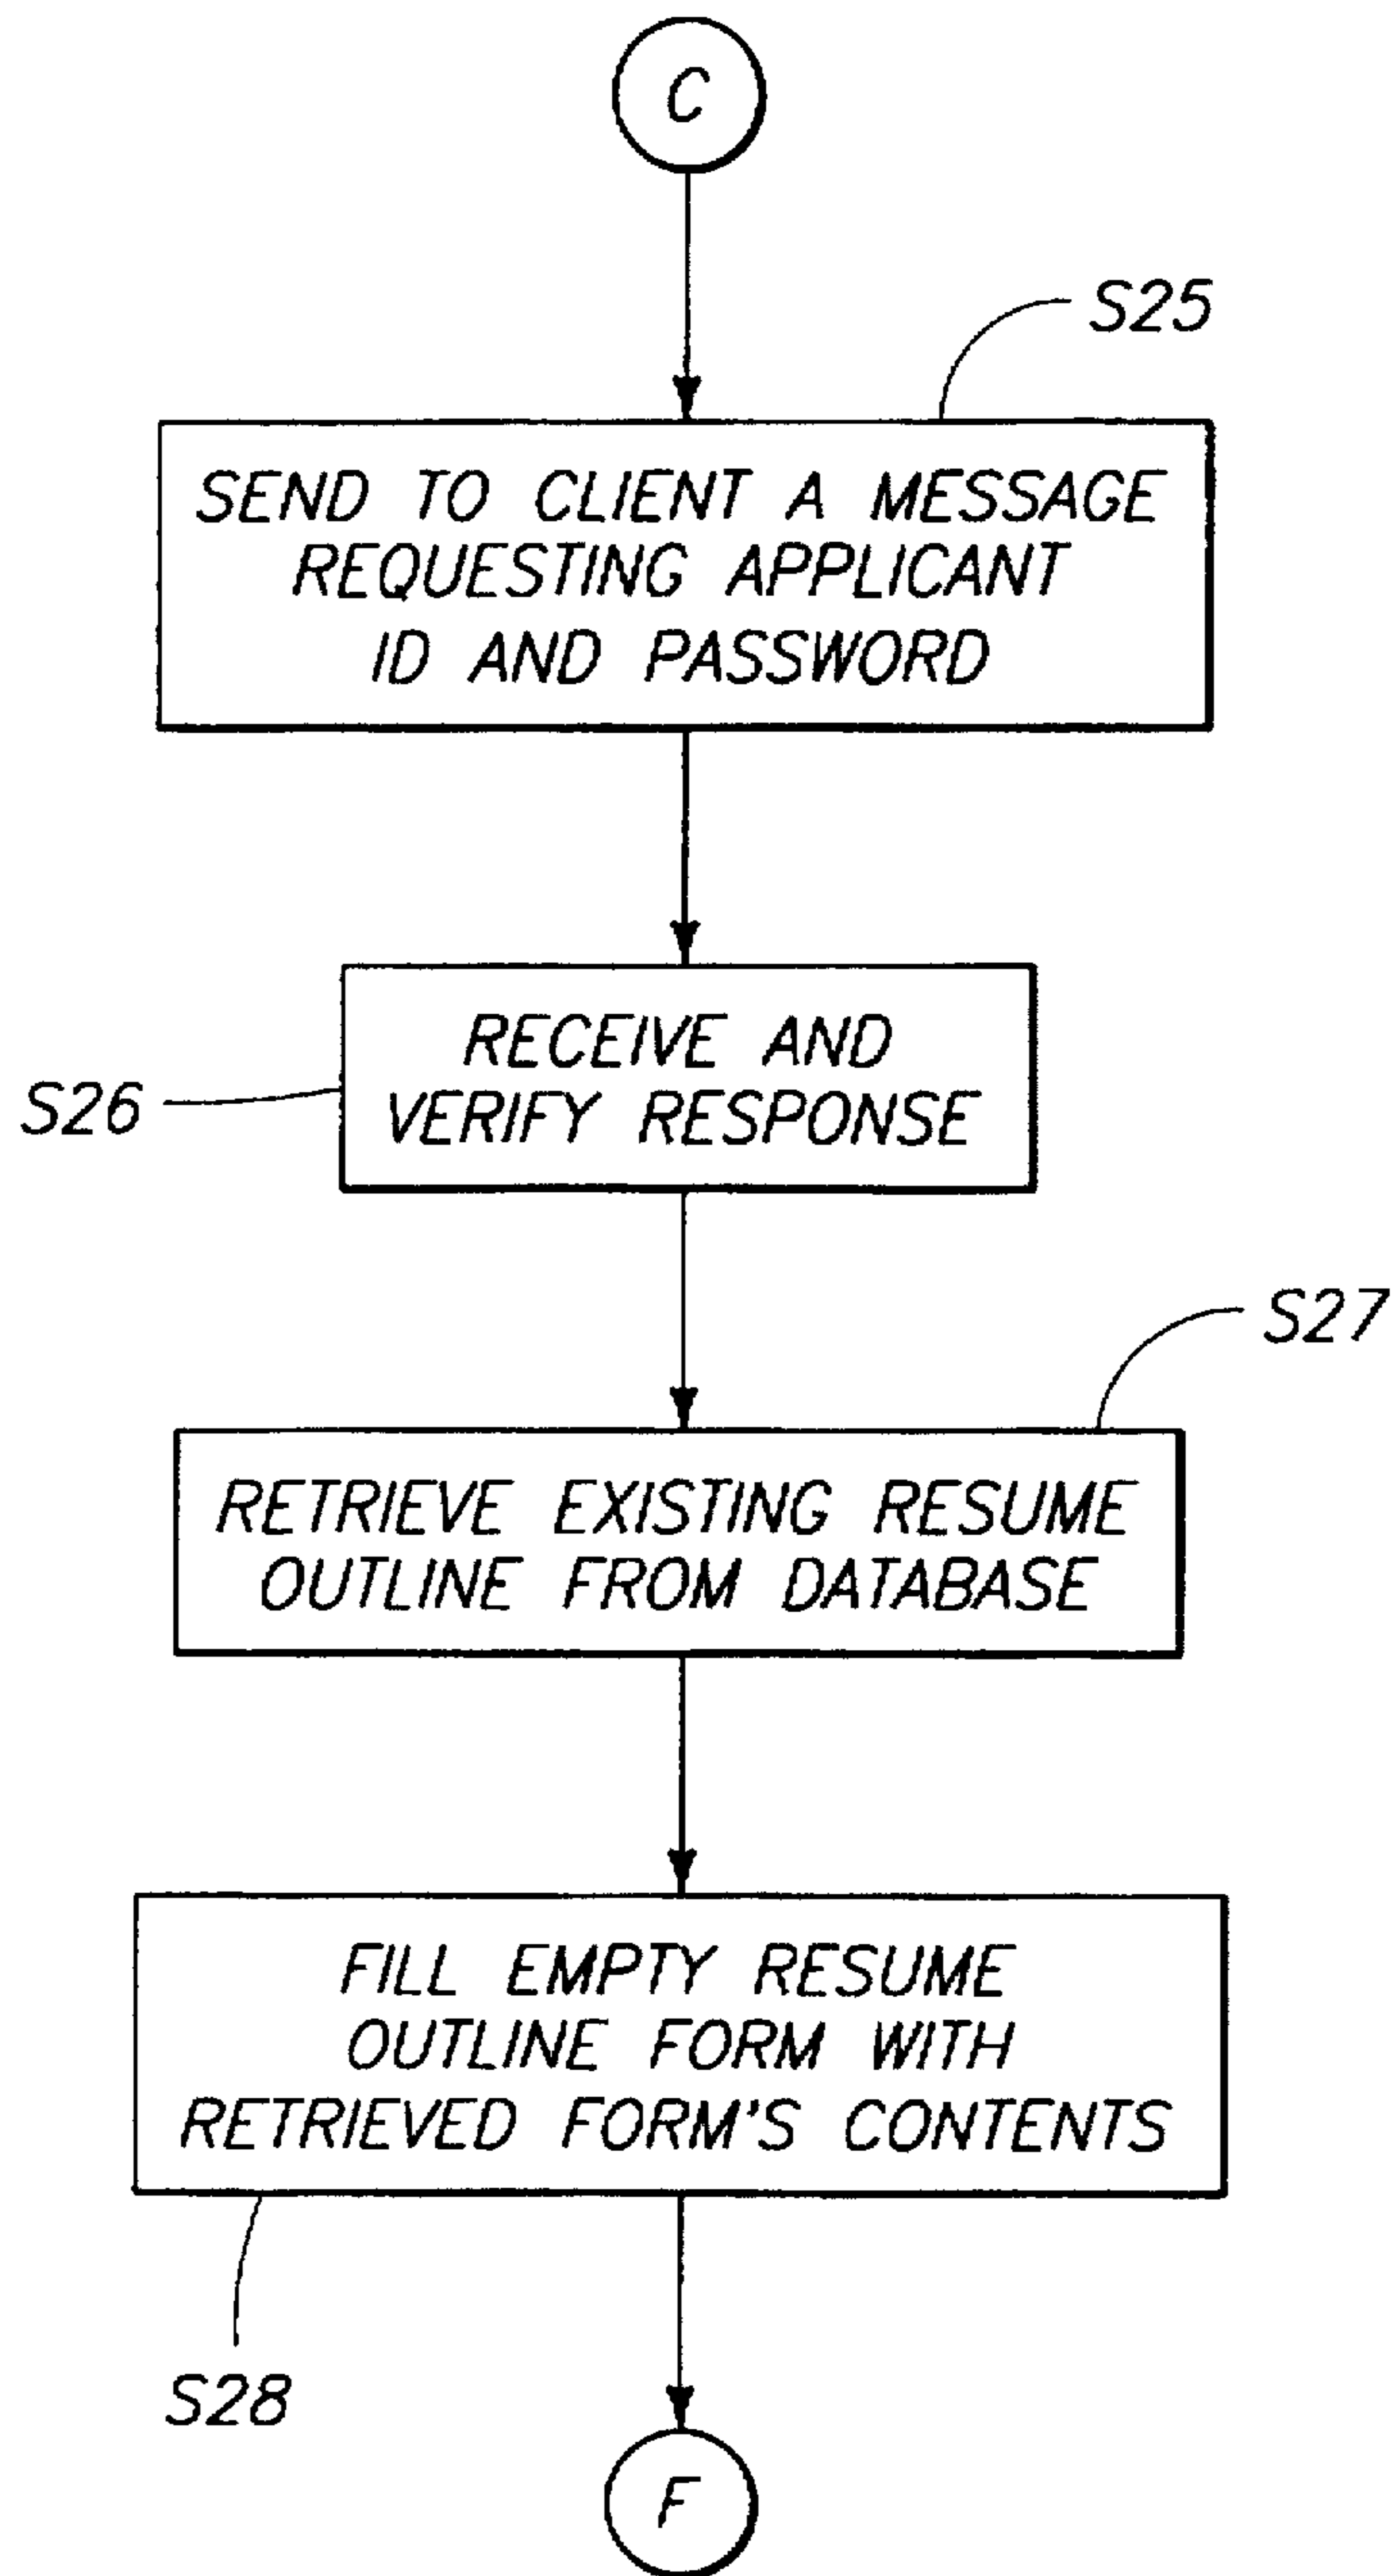 C
S25
SEND TO CLIENT A MESSAGE
REQUESTING APPLICANT
ID AND PASSWORD
RECEIVE AND
VERIFY RESPONSE
S26
S27
RETRIEVE EXISTING RESUME
OUTLINE FROM DATABASE
FILL EMPTY RESUME
OUTLINE FORM WITH
RETRIEVED FORM'S CONTENTS
S28
F